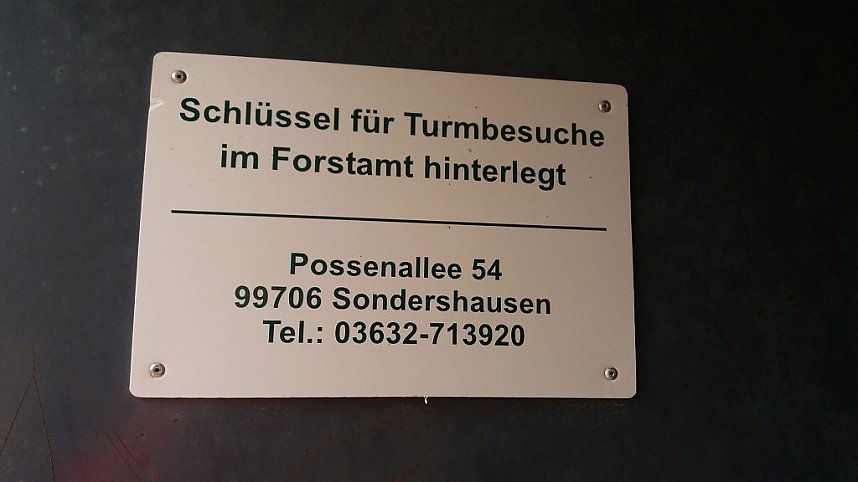 Schlüssel für Turmbesuche
im Forstamt hinterlegt
Possenallee 54
99706 Sondershausen
Tel.: 03632-713920